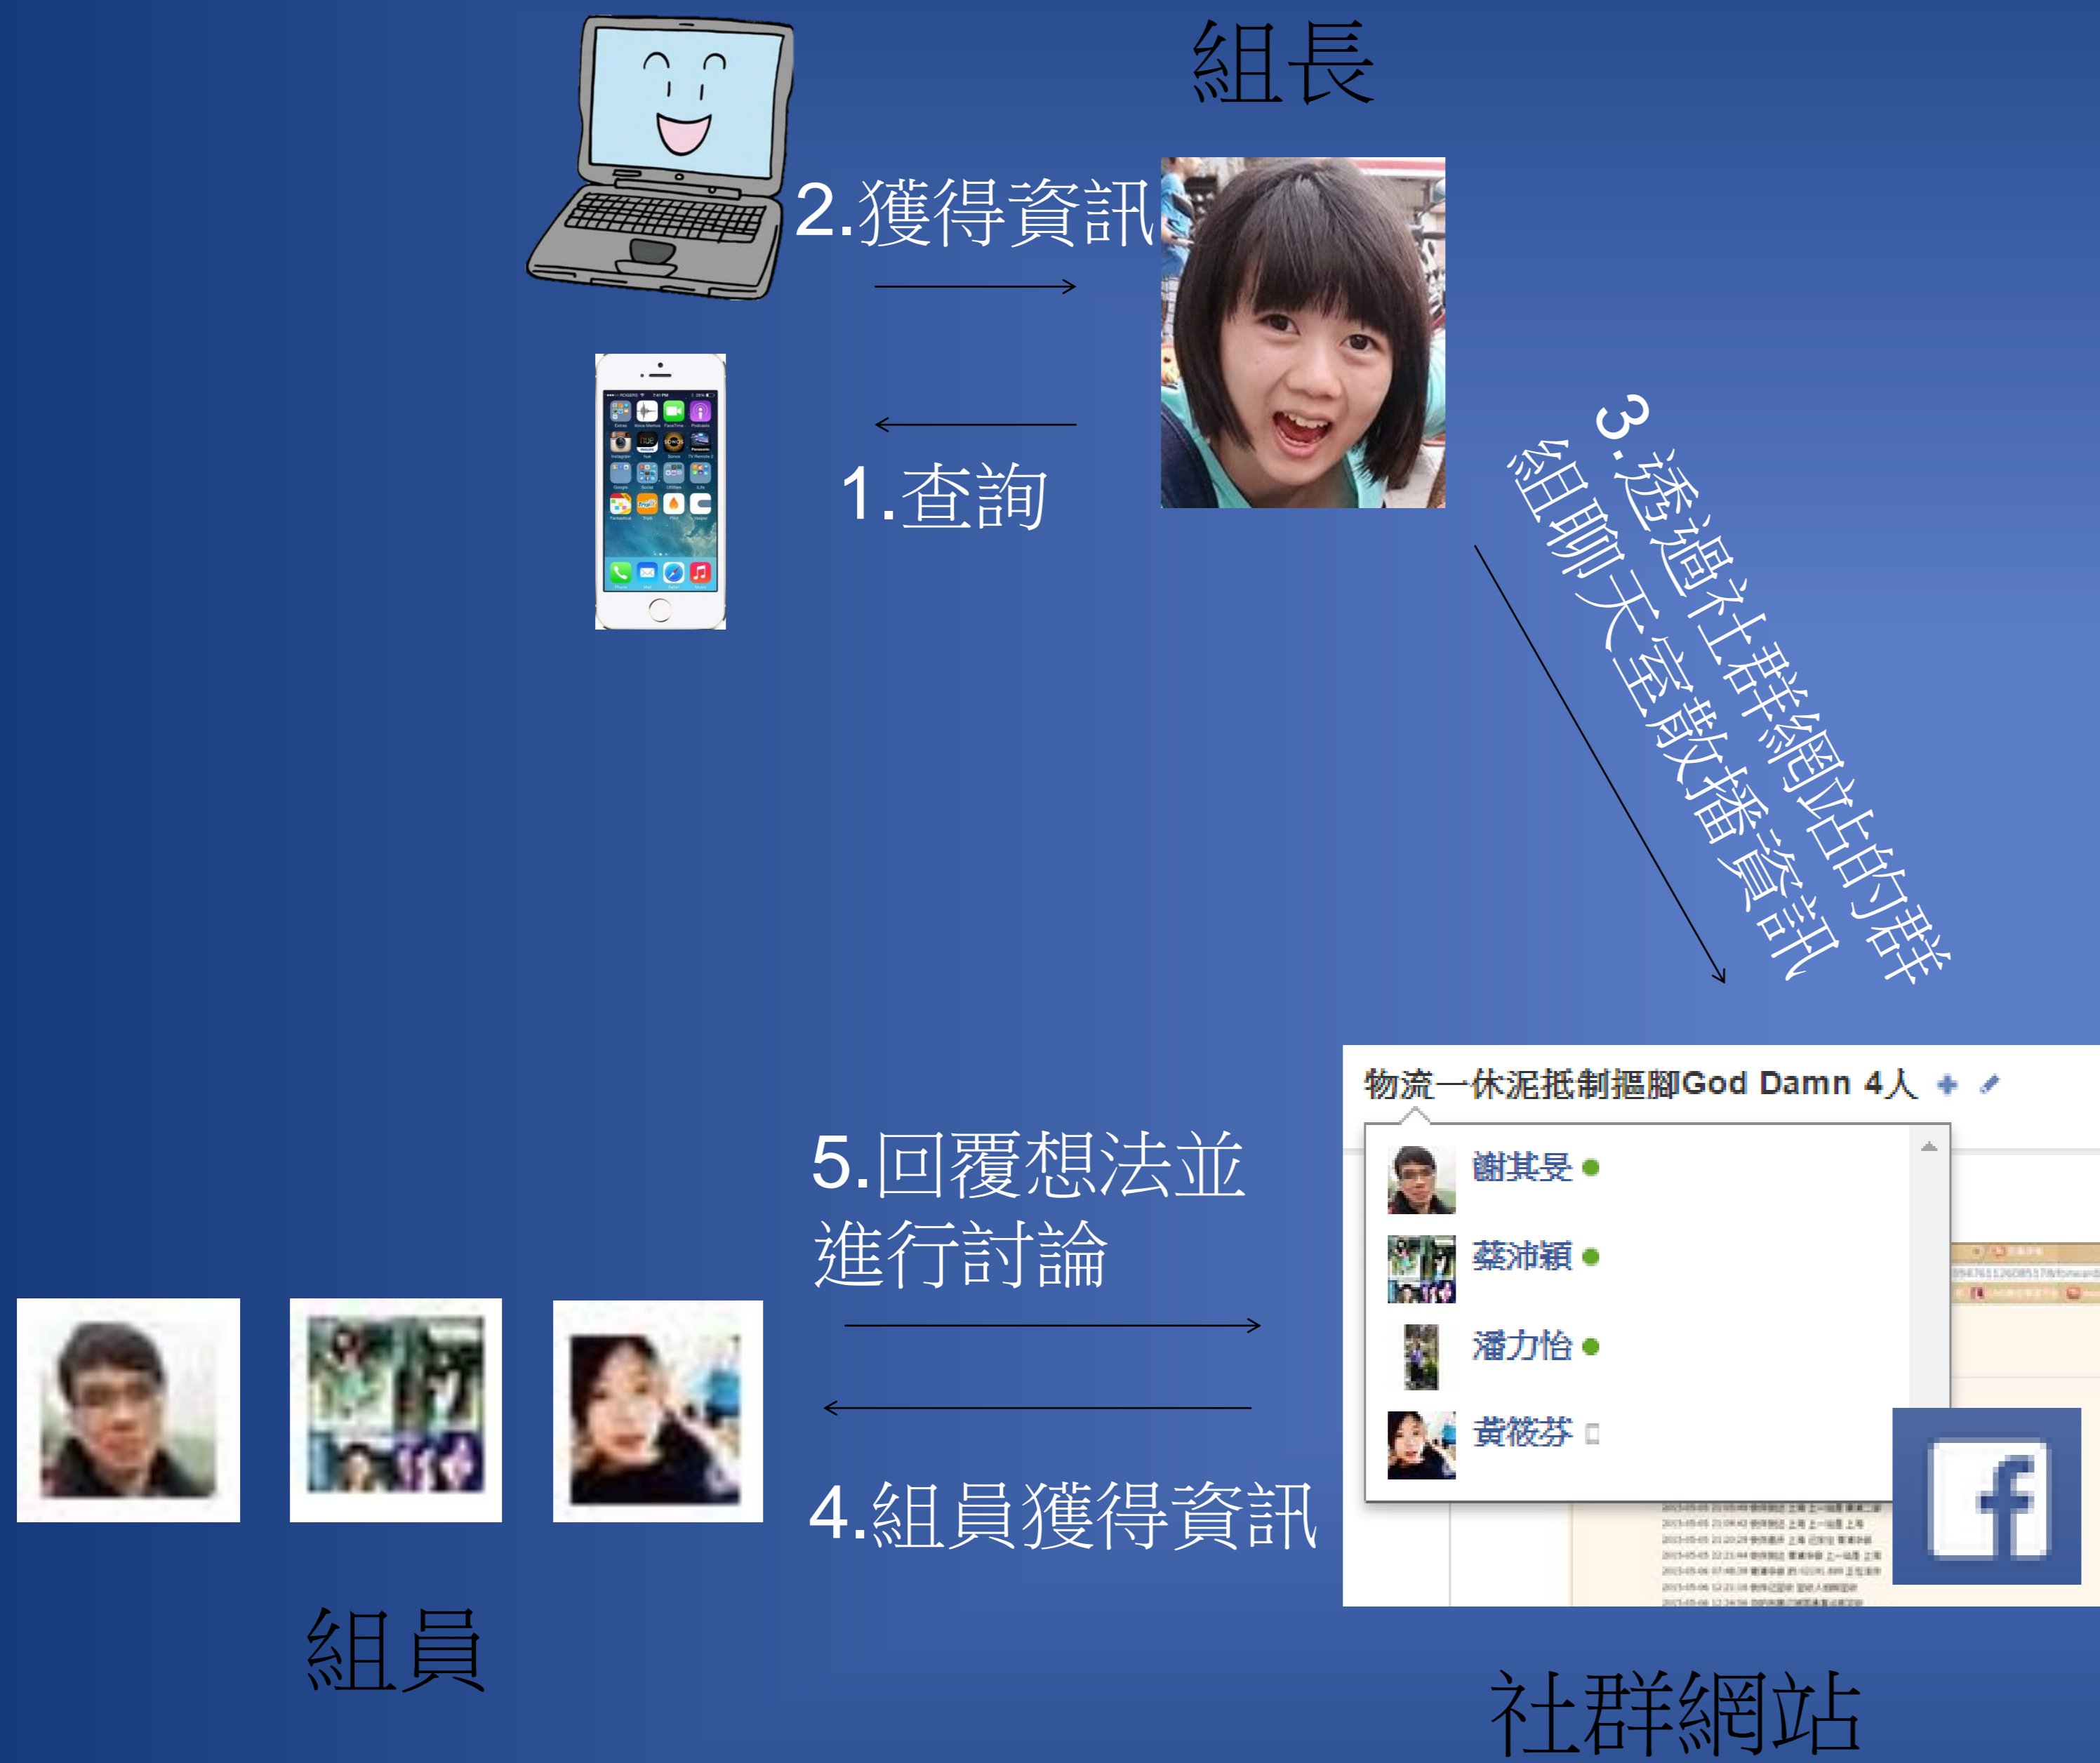 組長
2.獲得資訊
1.查詢
3.透過社群網站的群
組聊天室散播資訊
物流一休泥抵制摳腳God Damn 4人
謝其旻
蔡沛穎
潘力怡
黃筱芬
5.回覆想法並
進行討論
4.組員獲得資訊
f
組員
社群網站